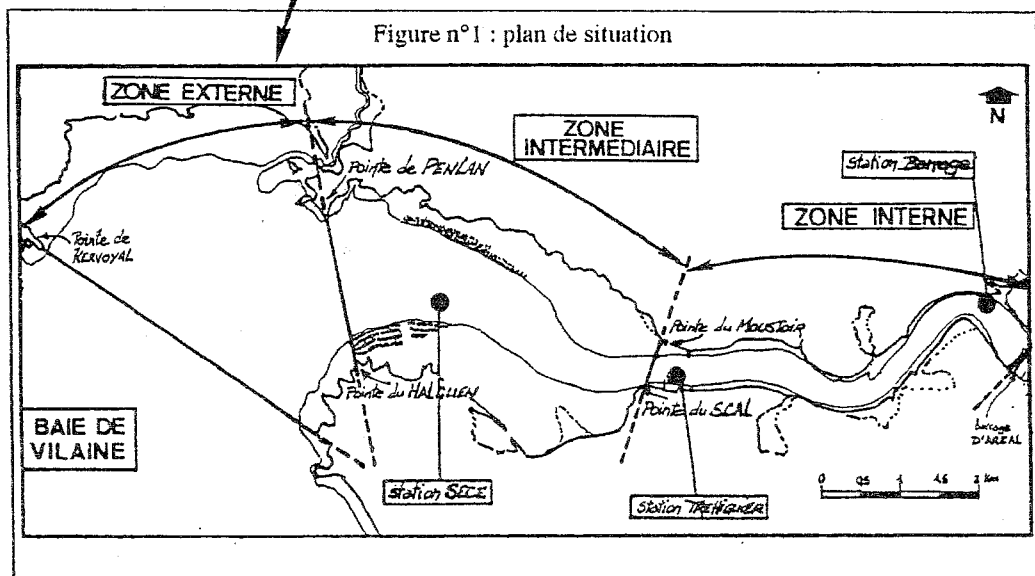 Figure n°1 : plan de situation
ZONE EXTERNE
ZONE
INTERMEDIAIRE
N
Station Barrage
Pointe de PENLAN
ZONE INTERNE
Pointe de
KERVOYAL
Pointe du MOUSTOIR
Pointe du HALGUEN
Pointe du SCAL
BAIE DE
VILAINE
barrage
D'ARZAL
station SECE
Station TREHIGUIER
0 0,5 1 1,5 2 Km